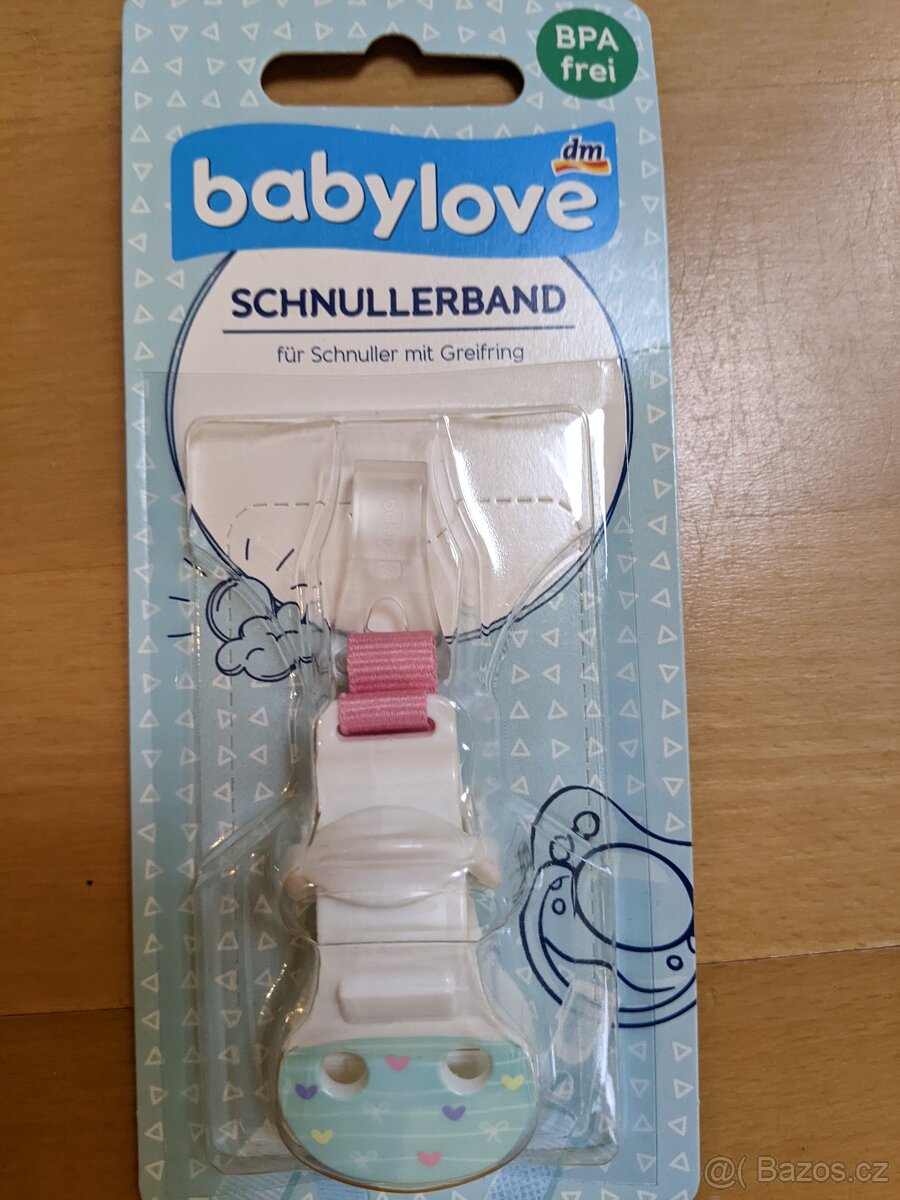 BPA
frei
dm
babylove
SCHNULLERBAND
für Schnuller mit Greifring
@( Bazos.cz